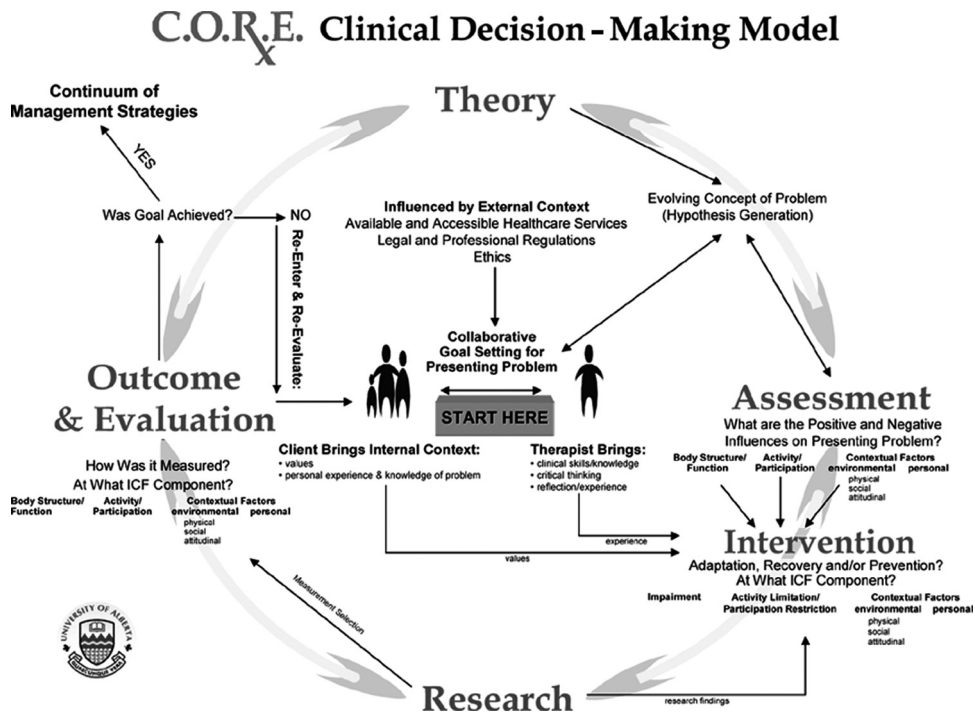 C.O.Rx.E. Clinical Decision - Making Model
Continuum of
Management Strategies
YES
Was Goal Achieved?
NO
Re-Enter & Re-Evaluate:
Theory
Evolving Concept of Problem
(Hypothesis Generation)
Influenced by External Context
Available and Accessible Healthcare Services
Legal and Professional Regulations
Ethics
Collaborative
Goal Setting for
Presenting Problem
START HERE
Client Brings Internal Context:
• values
• personal experience & knowledge of problem
Therapist Brings:
• clinical skills/knowledge
• critical thinking
• reflection/experience
experience
values
Assessment
What are the Positive and Negative
Influences on Presenting Problem?
Body Structure/ Activity/ Contextual Factors
Function Participation environmental personal
physical
social
attitudinal
Intervention
Adaptation, Recovery and/or Prevention?
At What ICF Component?
Impairment Activity Limitation/ Contextual Factors
Participation Restriction environmental personal
physical
social
attitudinal
Outcome
& Evaluation
How Was it Measured?
At What ICF Component?
Body Structure/ Activity/ Contextual Factors
Function Participation environmental personal
physical
social
attitudinal
Measurement Selection
Research
research findings
UNIVERSITY OF ALBERTA
QUAECUMQUE VERA